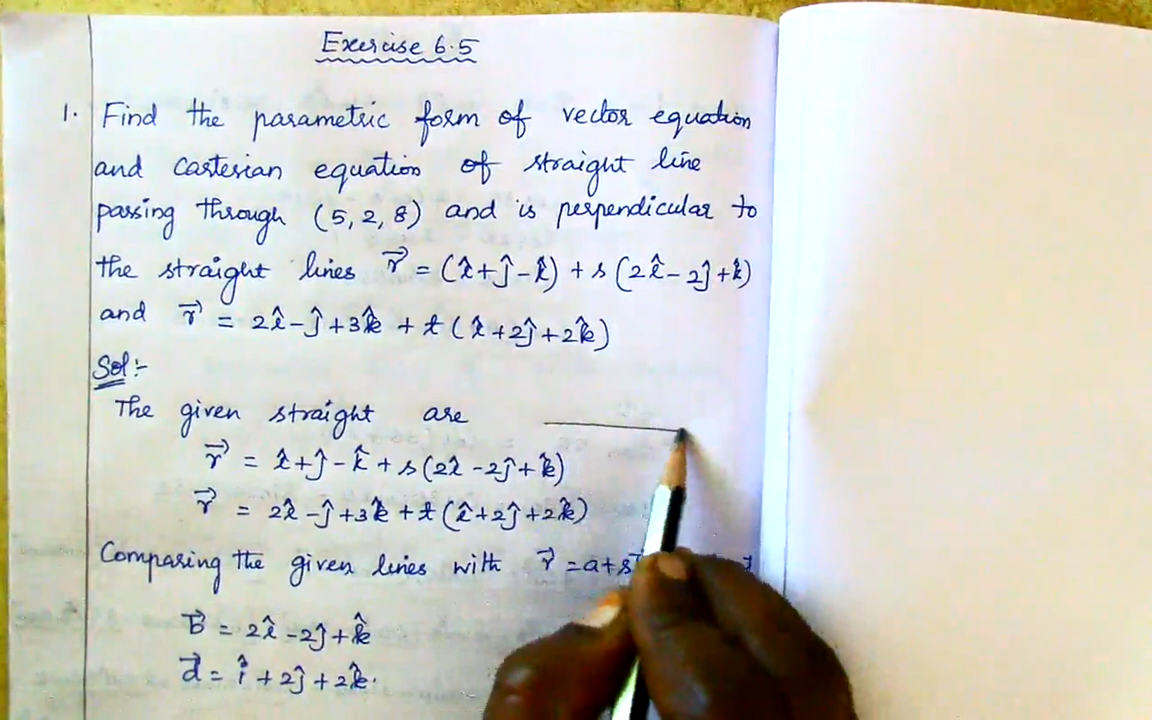 Exercise 6.5
1. Find the parametric form of vector equation
and cartesian equation of straight line
passing through (5, 2, 8) and is perpendicular to
the straight lines r⃗ = (î+ĵ-k̂) + s (2î-2ĵ+k̂)
and r⃗ = 2î-ĵ+3k̂ + t (î+2ĵ+2k̂)
Sol:-
The given straight are
r⃗ = î+ĵ-k̂ + s(2î-2ĵ+k̂)
r⃗ = 2î-ĵ+3k̂ + t (î+2ĵ+2k̂)
Comparing the given lines with r⃗ = a+s
b⃗ = 2î-2ĵ+k̂
d⃗ = î+2ĵ+2k̂.